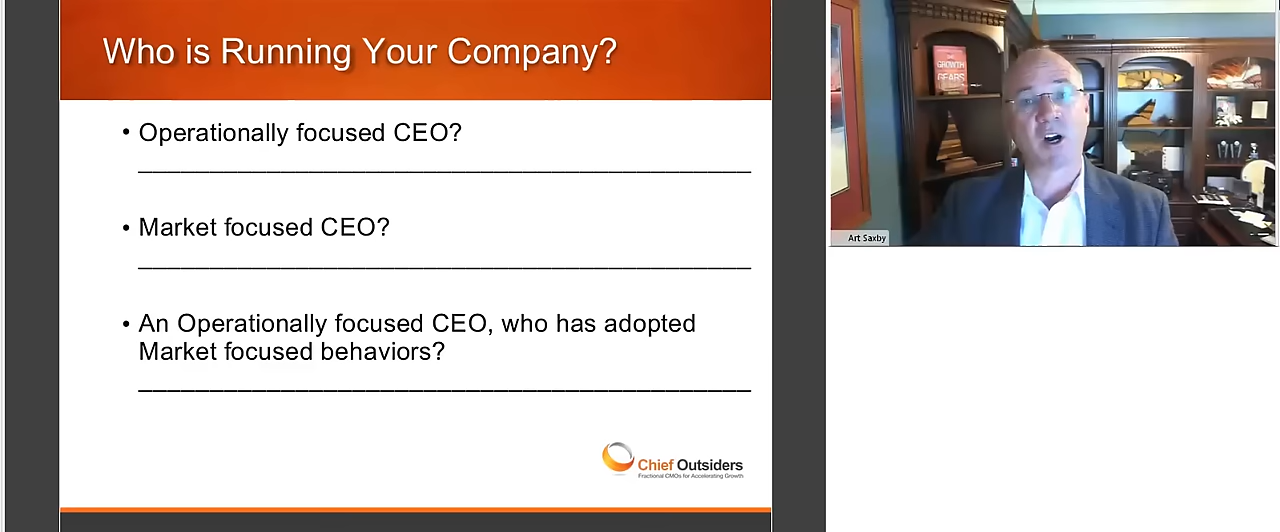 Who is Running Your Company?
• Operationally focused CEO?
• Market focused CEO?
• An Operationally focused CEO, who has adopted
Market focused behaviors?
Chief Outsiders
Fractional CMOs for Accelerating Growth
GROWTH
GEARS
Art Saxby